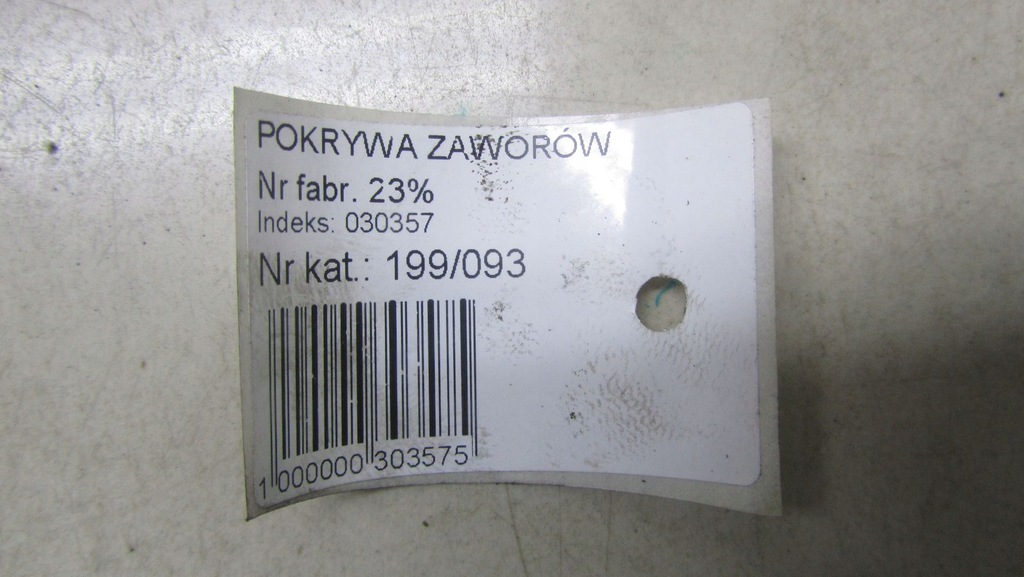 POKRYWA ZAWORÓW
Nr fabr. 23%
Indeks: 030357
Nr kat.: 199/093
1 000000 303575